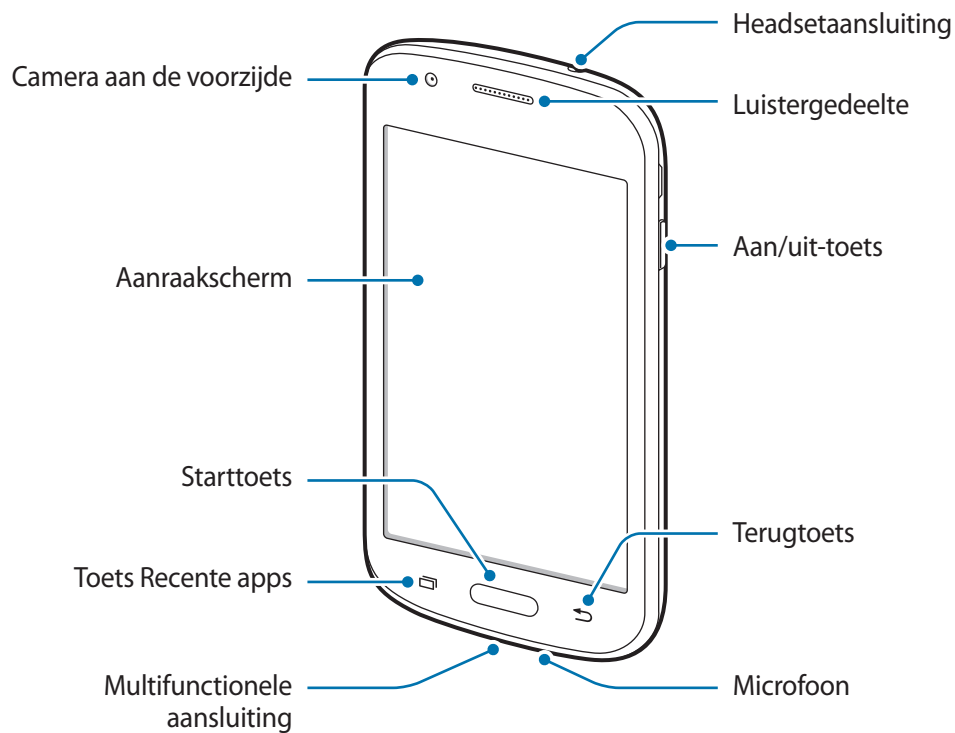 Headsetaansluiting
Camera aan de voorzijde
Luistergedeelte
Aan/uit-toets
Aanraakscherm
Starttoets
Terugtoets
Toets Recente apps
Multifunctionele
aansluiting
Microfoon